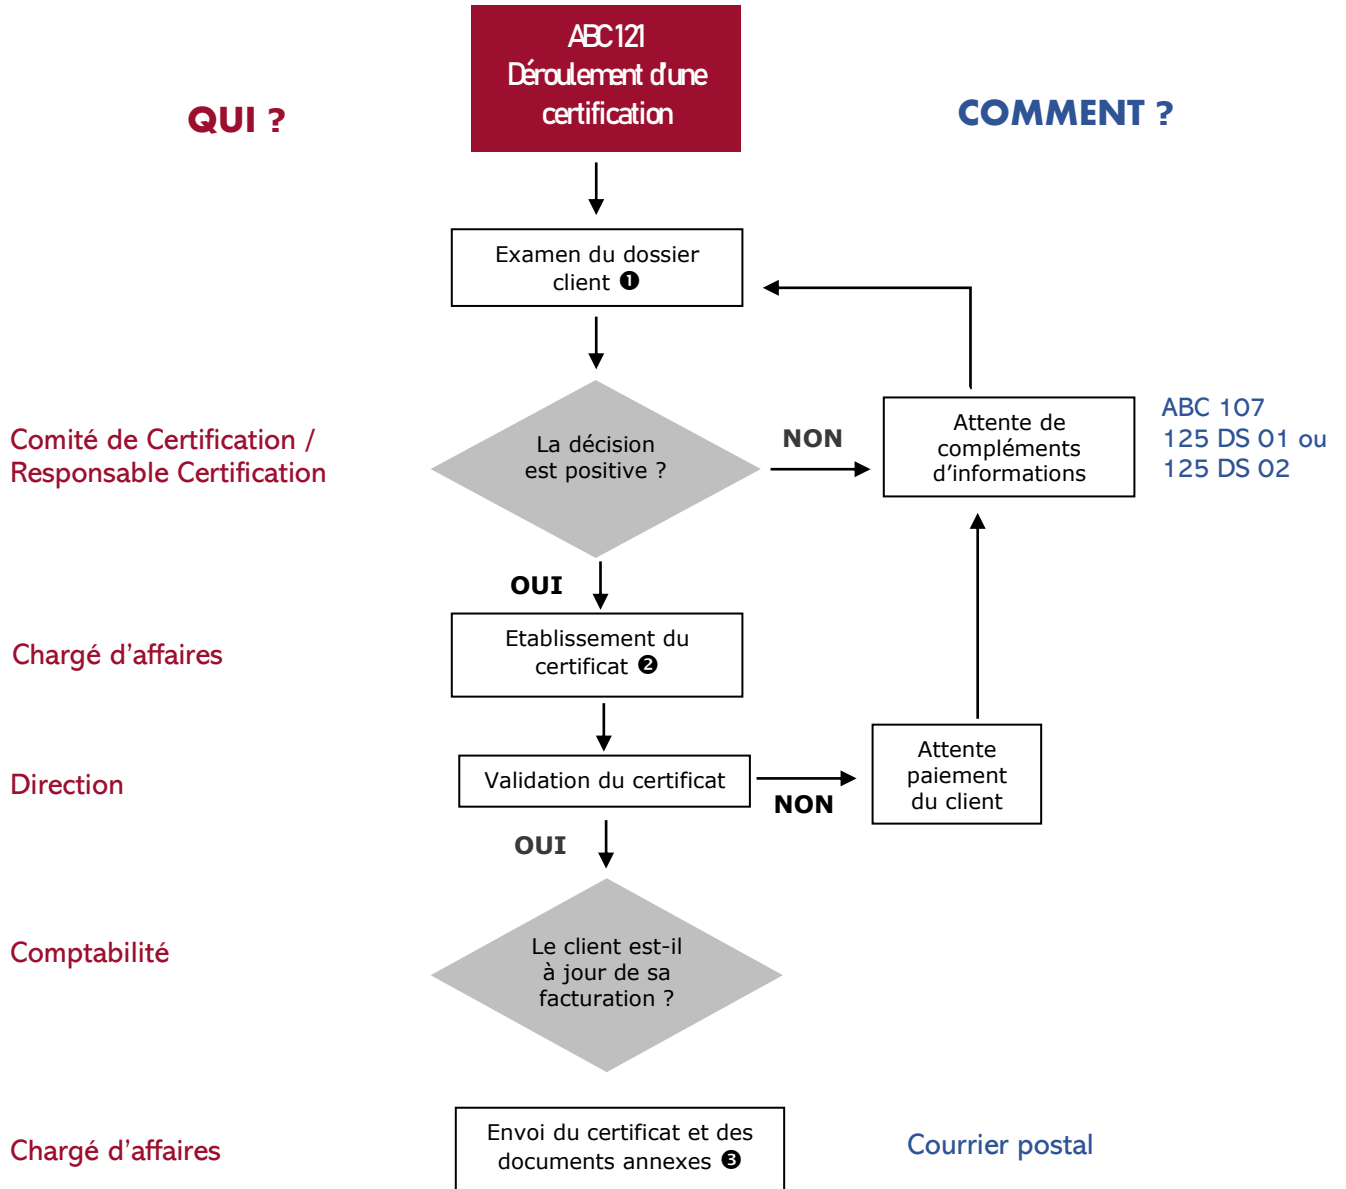 ABC 121
Déroulement d'une
certification
QUI ?
COMMENT ?
Examen du dossier
client ❶
Comité de Certification /
Responsable Certification
La décision
est positive ?
NON
Attente de
compléments
d’informations
ABC 107
125 DS 01 ou
125 DS 02
OUI
Chargé d’affaires
Etablissement du
certificat ❷
Direction
Validation du certificat
NON
Attente
paiement
du client
OUI
Comptabilité
Le client est-il
à jour de sa
facturation ?
Chargé d’affaires
Envoi du certificat et des
documents annexes ❸
Courrier postal